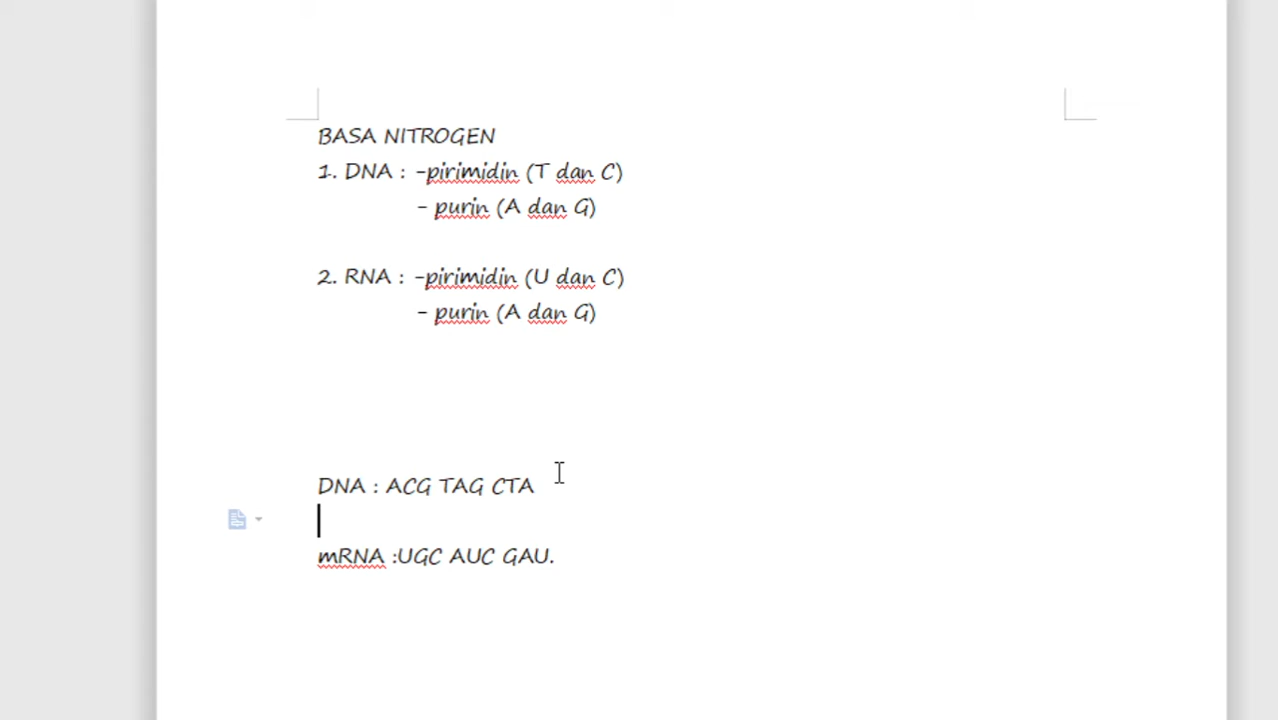 BASA NITROGEN
1. DNA : -pirimidin (T dan C)
- purin (A dan G)
2. RNA : -pirimidin (U dan C)
- purin (A dan G)
DNA : ACG TAG CTA
mRNA :UGC AUC GAU.